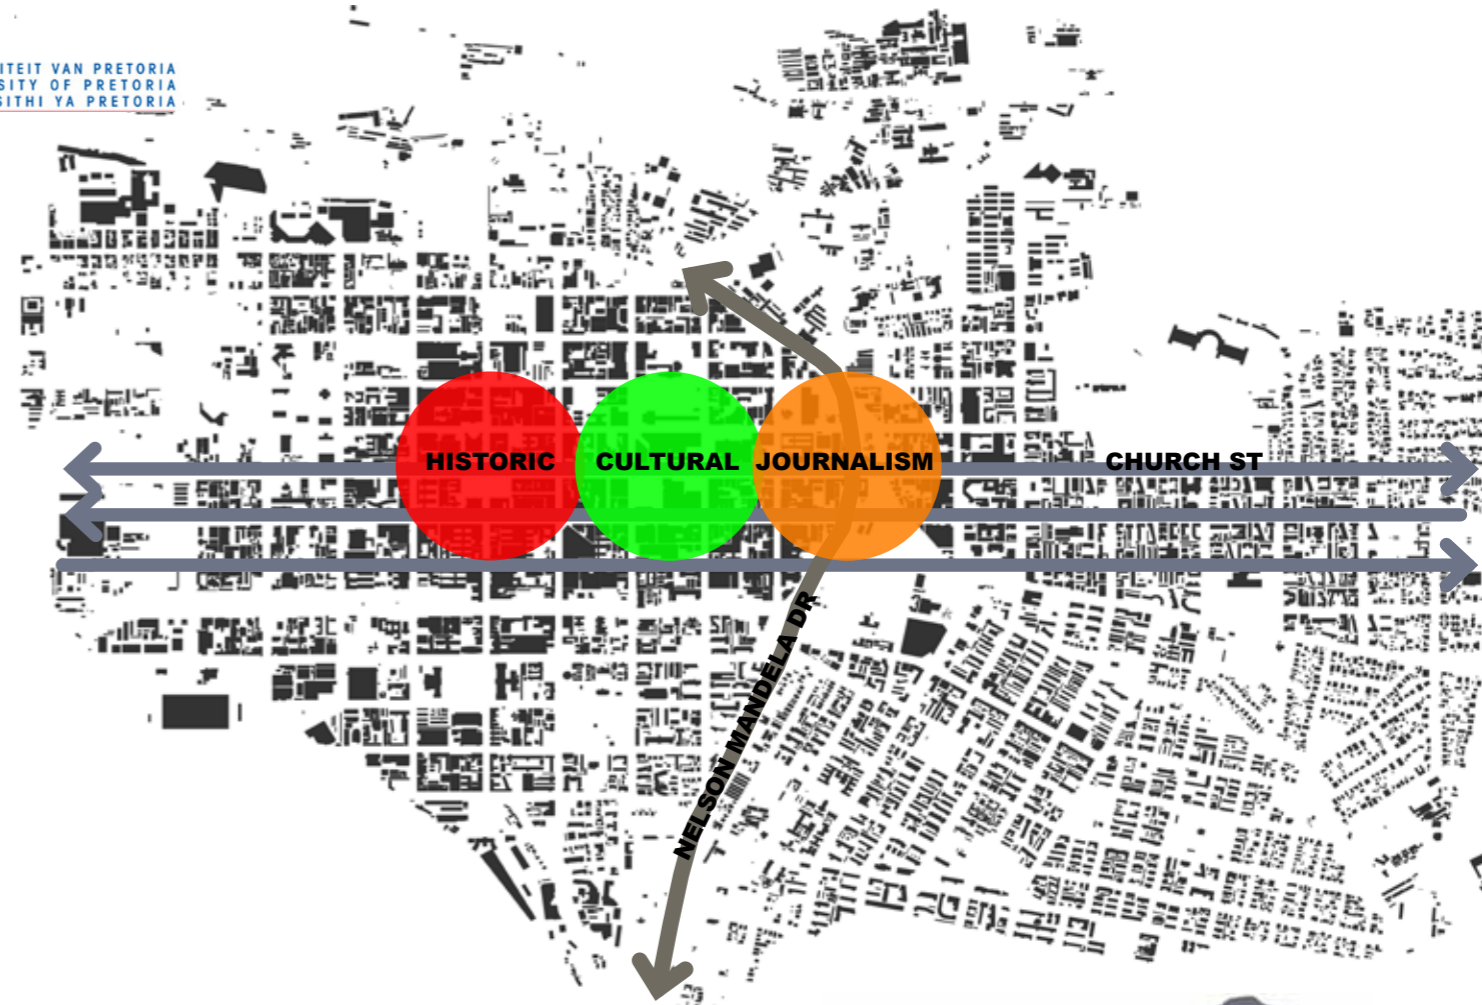 ITEIT VAN PRETORIA
SITY OF PRETORIA
SITHI YA PRETORIA
HISTORIC
CULTURAL
JOURNALISM
CHURCH ST
NELSON MANDELA DR